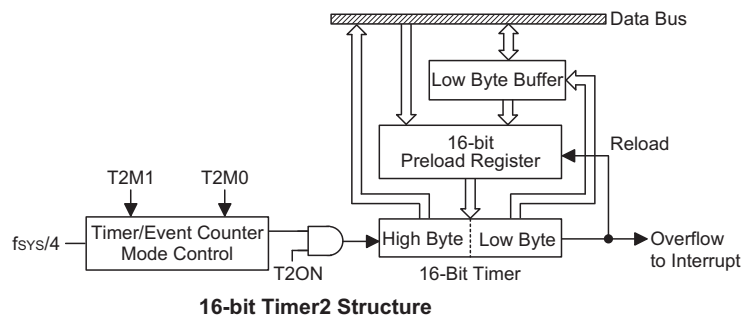 Data Bus
Low Byte Buffer
16-bit
Preload Register
Reload
T2M1
T2M0
fSYS/4
Timer/Event Counter
Mode Control
T2ON
High Byte
Low Byte
16-Bit Timer
Overflow
to Interrupt
16-bit Timer2 Structure